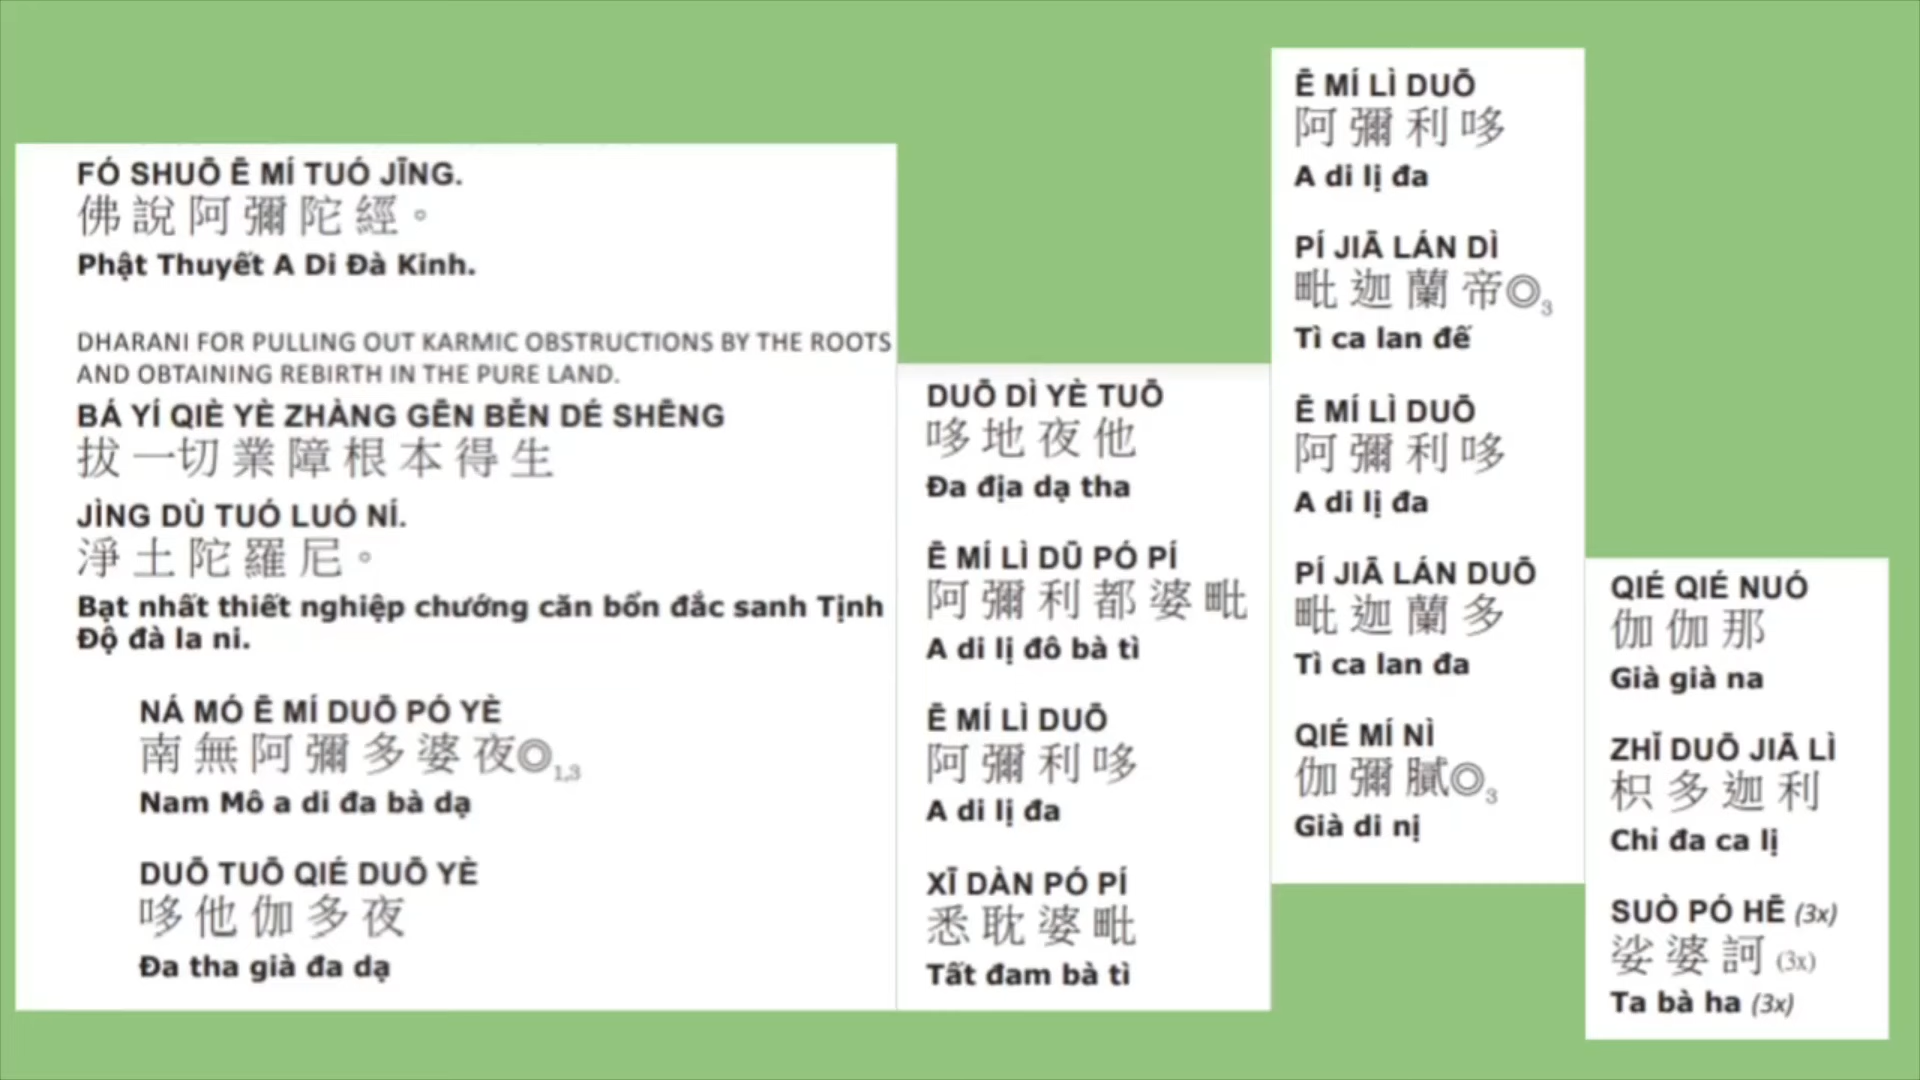 FÓ SHUŌ Ē MÍ TUÓ JĪNG.
佛說阿彌陀經。
Phật Thuyết A Di Đà Kinh.
DHARANI FOR PULLING OUT KARMIC OBSTRUCTIONS BY THE ROOTS
AND OBTAINING REBIRTH IN THE PURE LAND.
BÁ YÍ QIÈ YÈ ZHÀNG GĒN BĚN DÉ SHĒNG
拔一切業障根本得生
JÌNG DÙ TUÓ LUÓ NÍ.
淨土陀羅尼。
Bạt nhất thiết nghiệp chướng căn bổn đắc sanh Tịnh
Độ đà la ni.
NÁ MÓ Ē MÍ DUŌ PÓ YÈ
南無阿彌多婆夜◎1,3
Nam Mô a di đa bà dạ
DUŌ TUŌ QIÉ DUŌ YÈ
哆他伽多夜
Đa tha già đa dạ
DUŌ DÌ YÈ TUŌ
哆地夜他
Đa địa dạ tha
Ē MÍ LÌ DŪ PÓ PÍ
阿彌利都婆毗
A di lị đô bà tì
Ē MÍ LÌ DUŌ
阿彌利哆
A di lị đa
XĪ DÀN PÓ PÍ
悉耽婆毗
Tất đam bà tì
Ē MÍ LÌ DUŌ
阿彌利哆
A di lị đa
PÍ JIĀ LÁN DÌ
毗迦蘭帝◎3
Tì ca lan đế
Ē MÍ LÌ DUŌ
阿彌利哆
A di lị đa
PÍ JIĀ LÁN DUŌ
毗迦蘭多
Tì ca lan đa
QIÉ MÍ NÌ
伽彌膩◎3
Già di nị
QIÉ QIÉ NUÓ
伽伽那
Già già na
ZHǏ DUŌ JIĀ LÌ
枳多迦利
Chỉ đa ca lị
SUÒ PÓ HĒ (3x)
娑婆訶 (3x)
Ta bà ha (3x)